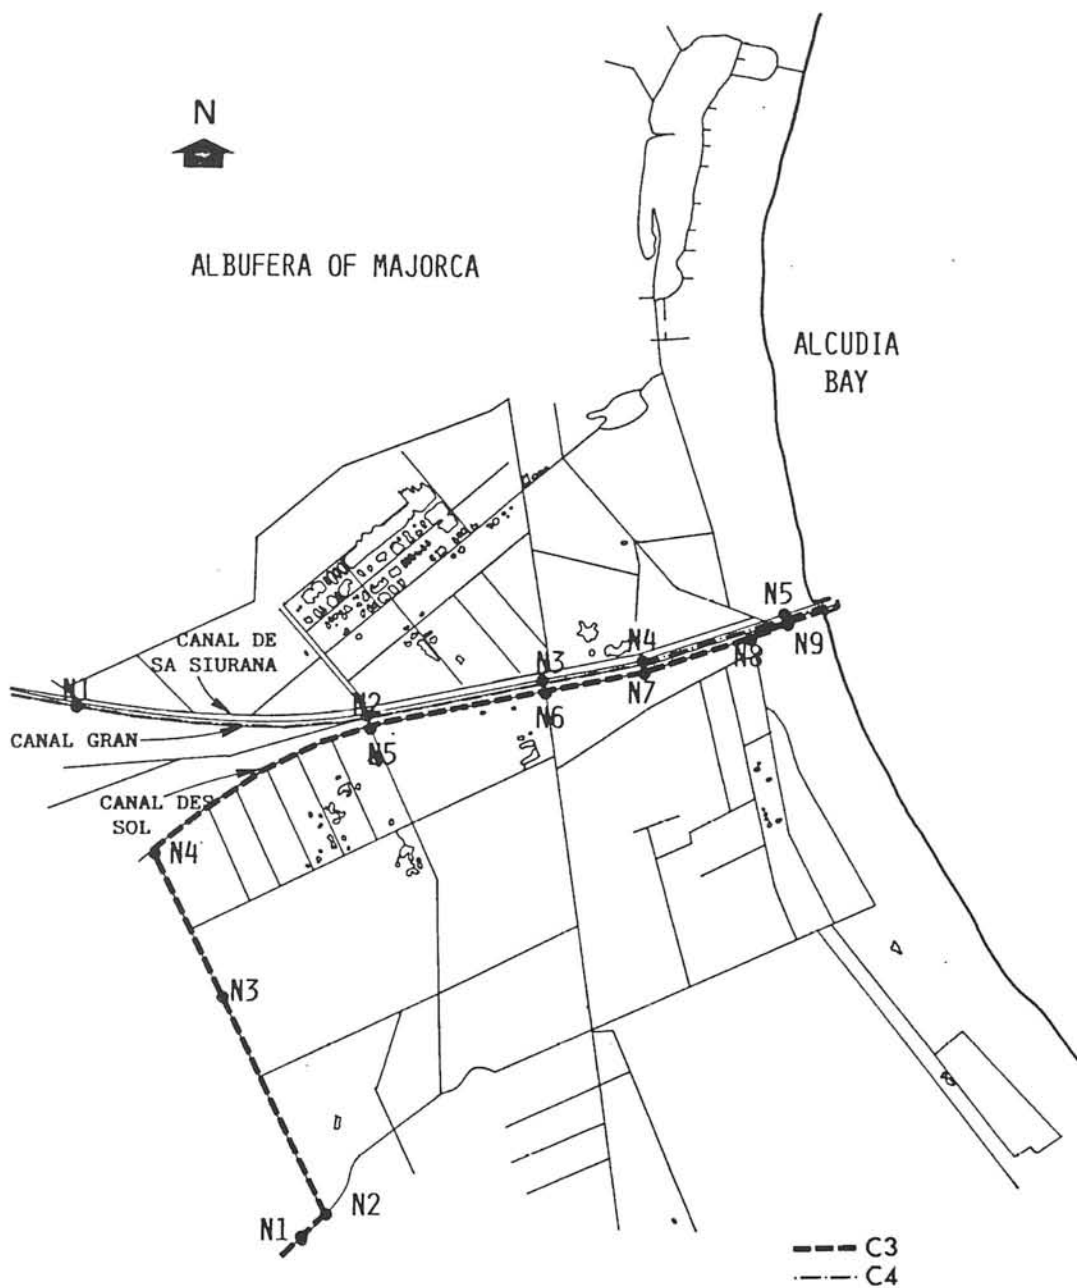 N
ALBUFERA OF MAJORCA
ALCUDIA
BAY
N5
N9
N8
N4
N7
N3
N6
CANAL DE
SA SIURANA
N1
N2
CANAL GRAN
N5
CANAL DES
SOL
N4
N3
N2
N1
C3
C4